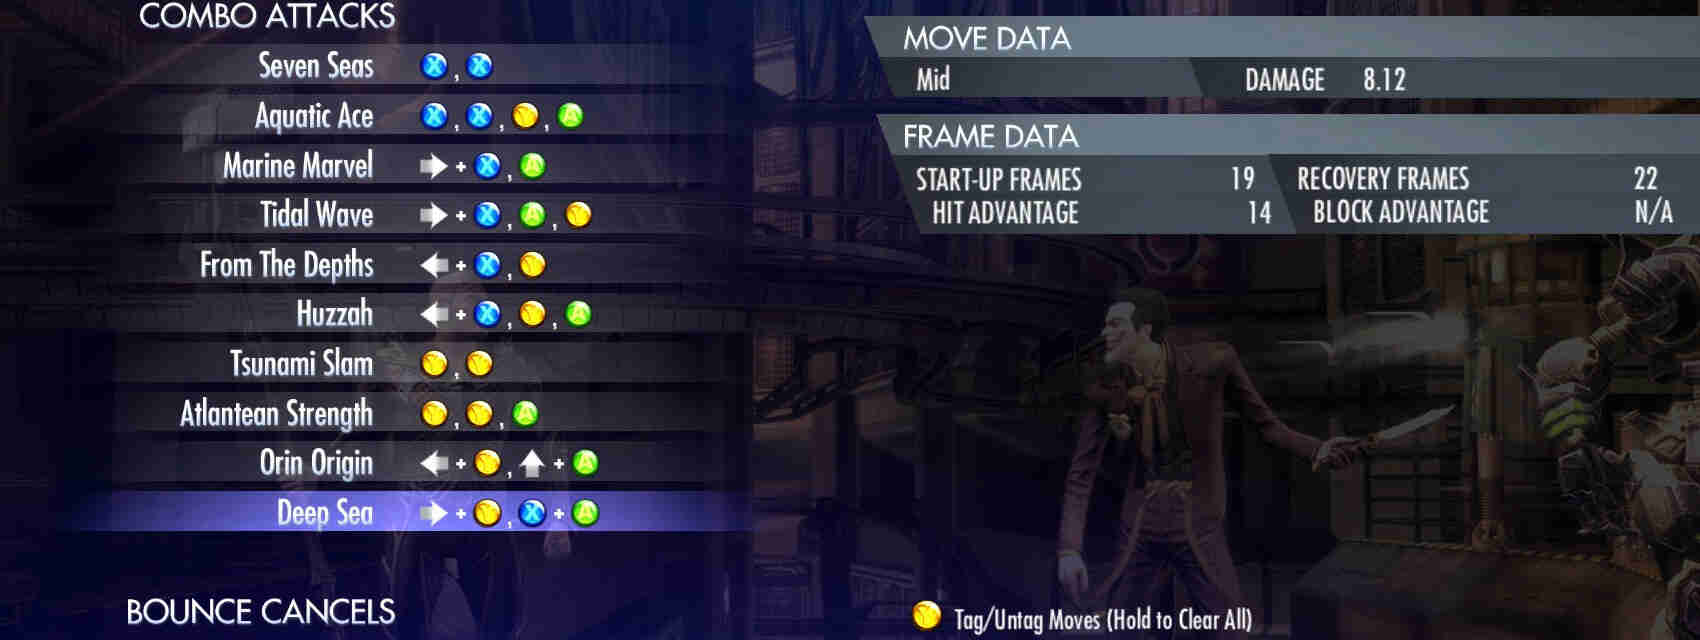 COMBO ATTACKS
Seven Seas X , X
Aquatic Ace X , X , Y , A
Marine Marvel + X , A
Tidal Wave + X , A , Y
From The Depths + X , Y
Huzzah + X , Y , A
Tsunami Slam Y , Y
Atlantean Strength Y , Y , A
Orin Origin + Y , + A
Deep Sea + Y , X + A
BOUNCE CANCELS
MOVE DATA
Mid DAMAGE 8.12
FRAME DATA
START-UP FRAMES 19 RECOVERY FRAMES 22
HIT ADVANTAGE 14 BLOCK ADVANTAGE N/A
Y Tag/Untag Moves (Hold to Clear All)